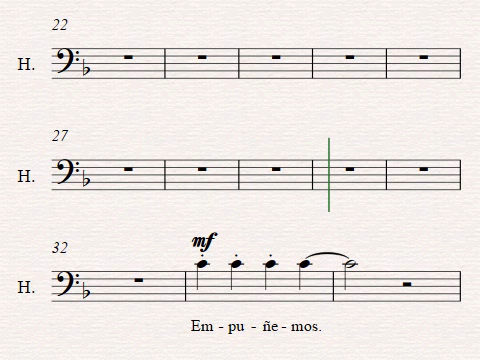 22
H.
27
H.
32
mf
H.
Em - pu - ñe - mos.